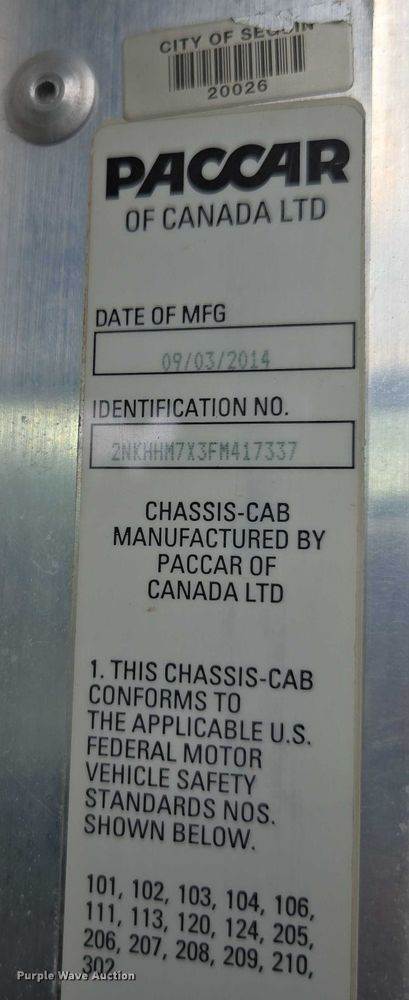 CITY OF SEGUIN
20026
PACCAR
OF CANADA LTD
DATE OF MFG
09/03/2014
IDENTIFICATION NO.
2NKHHM7X3FM417337
CHASSIS-CAB
MANUFACTURED BY
PACCAR OF
CANADA LTD
1. THIS CHASSIS-CAB
CONFORMS TO
THE APPLICABLE U.S.
FEDERAL MOTOR
VEHICLE SAFETY
STANDARDS NOS.
SHOWN BELOW.
101, 102, 103, 104, 106,
111, 113, 120, 124, 205,
206, 207, 208, 209, 210,
302
Purple Wave Auction